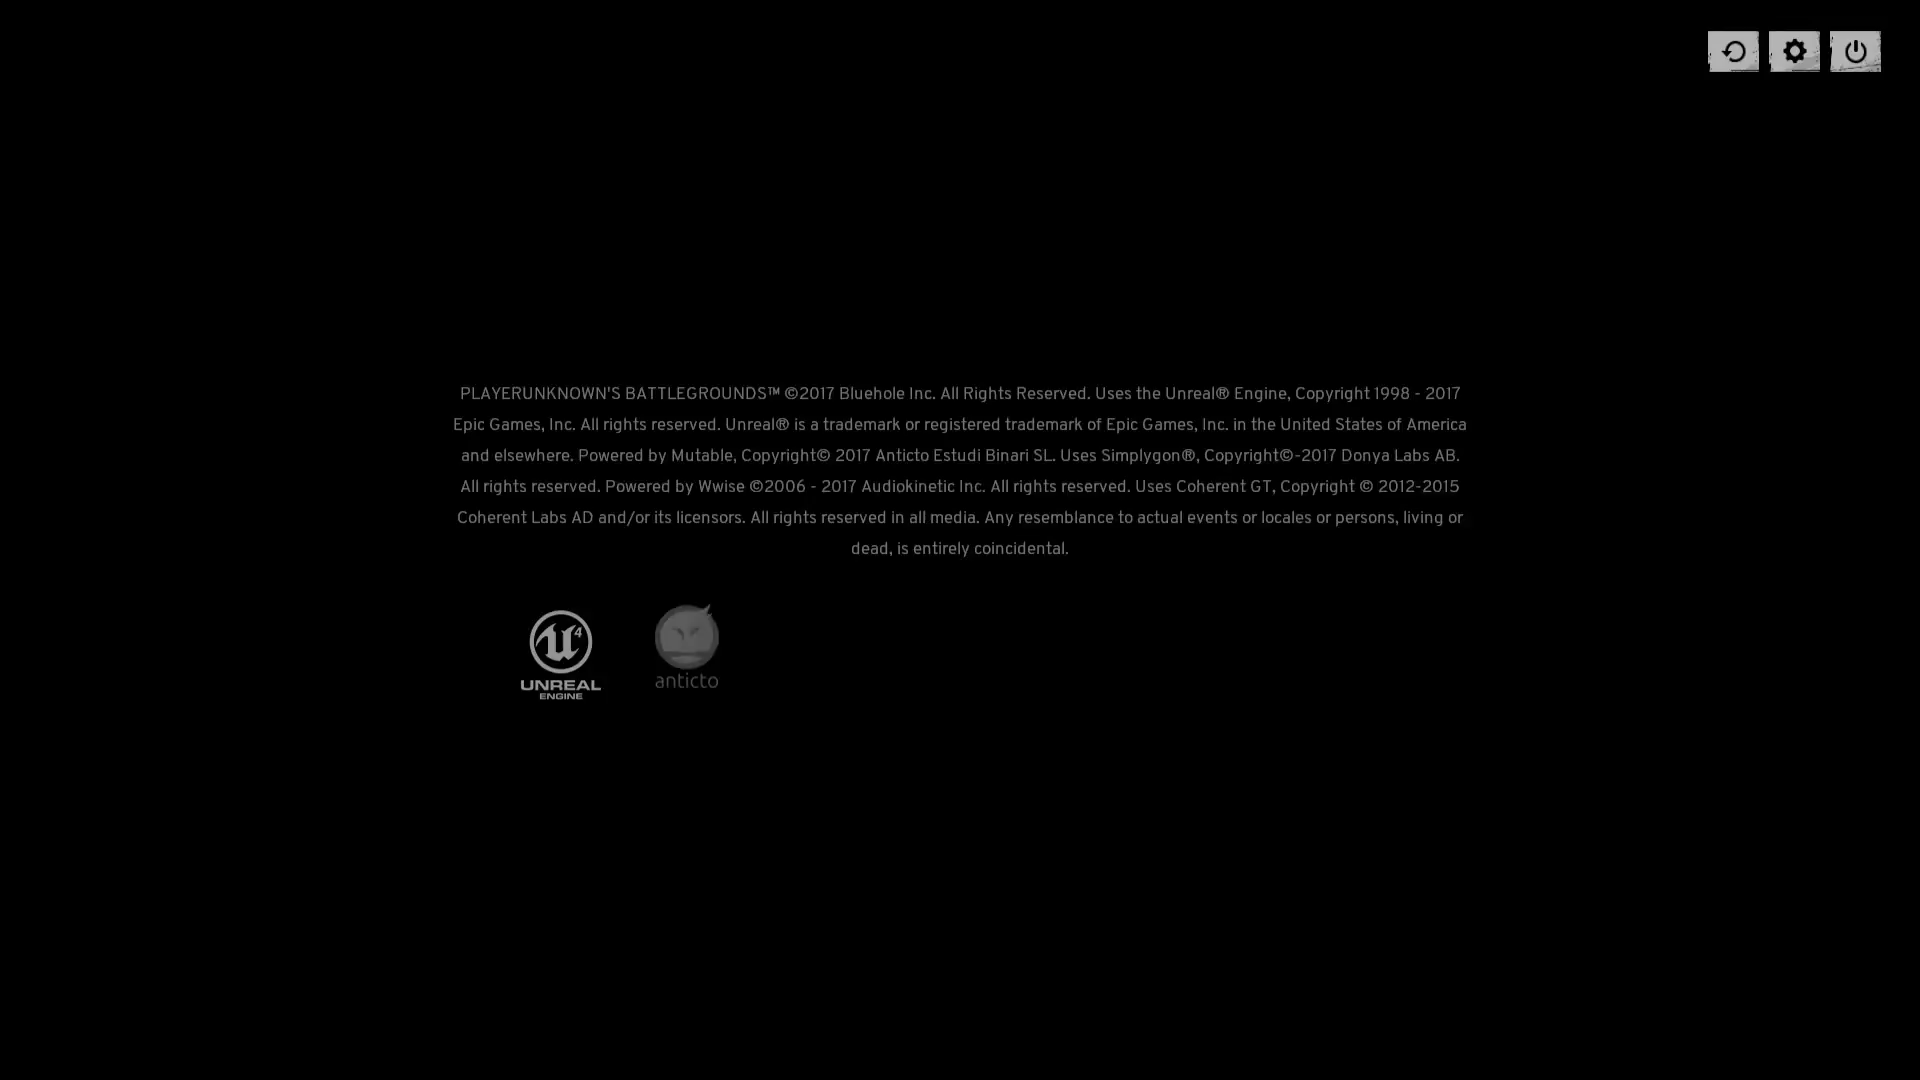 PLAYERUNKNOWN'S BATTLEGROUNDS™ ©2017 Bluehole Inc. All Rights Reserved. Uses the Unreal® Engine, Copyright 1998 - 2017
Epic Games, Inc. All rights reserved. Unreal® is a trademark or registered trademark of Epic Games, Inc. in the United States of America
and elsewhere. Powered by Mutable, Copyright© 2017 Anticto Estudi Binari SL. Uses Simplygon®, Copyright©-2017 Donya Labs AB.
All rights reserved. Powered by Wwise ©2006 - 2017 Audiokinetic Inc. All rights reserved. Uses Coherent GT, Copyright © 2012-2015
Coherent Labs AD and/or its licensors. All rights reserved in all media. Any resemblance to actual events or locales or persons, living or
dead, is entirely coincidental.
U4
UNREAL
ENGINE
anticto